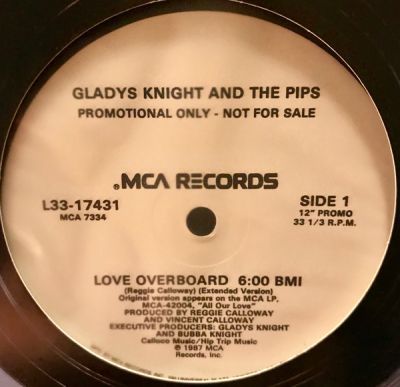 GLADYS KNIGHT AND THE PIPS
PROMOTIONAL ONLY - NOT FOR SALE
MCA RECORDS
L33-17431
MCA 7334
SIDE 1
12" PROMO
33 1/3 R.P.M.
LOVE OVERBOARD 6:00 BMI
(Reggie Calloway) (Extended Version)
Original version appears on the MCA LP,
MCA-42004, "All Our Love"
PRODUCED BY REGGIE CALLOWAY
AND VINCENT CALLOWAY
EXECUTIVE PRODUCERS: GLADYS KNIGHT
AND BUBBA KNIGHT
Calloco Music/Hip Trip Music
℗ 1987 MCA
Records, Inc.